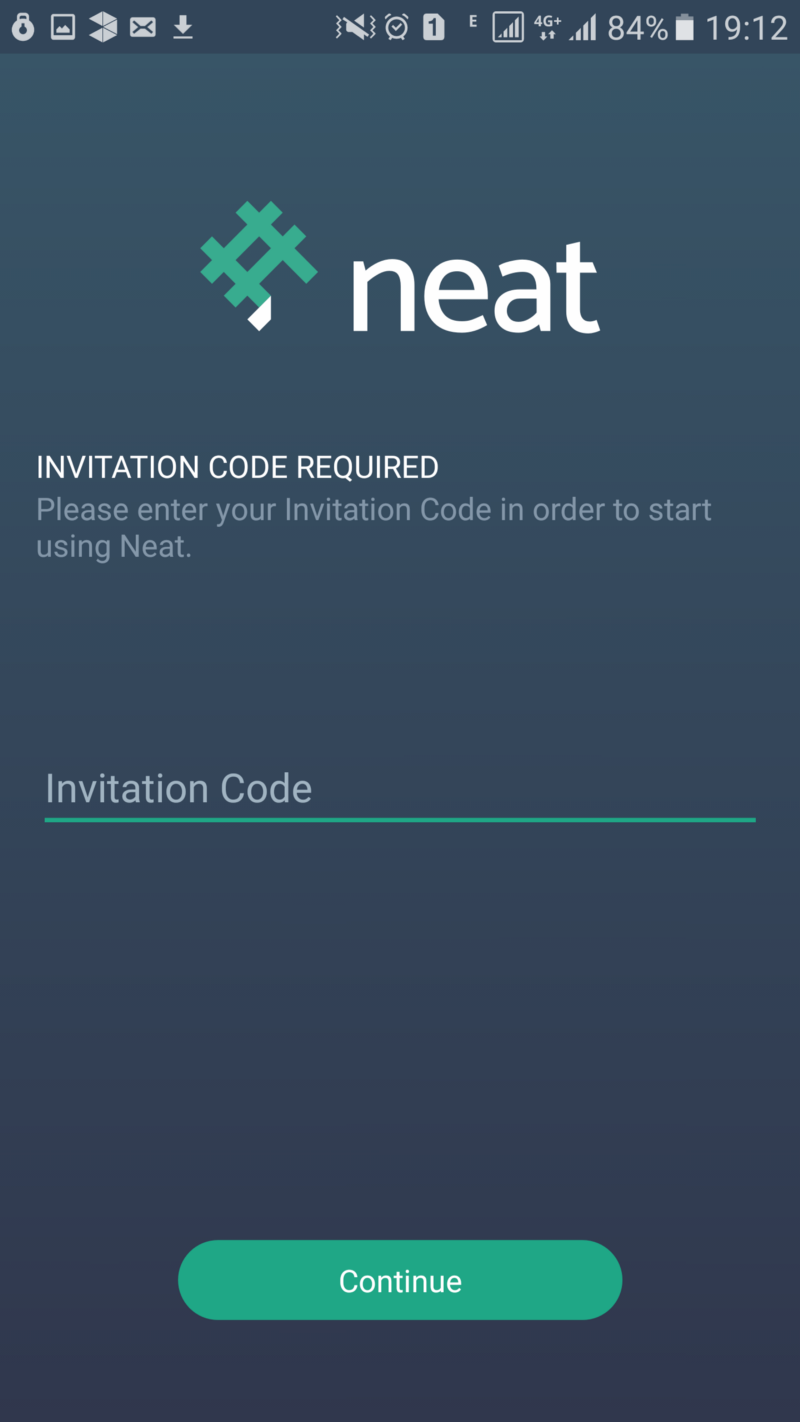 1 E 4G+ 84% 19:12
neat
INVITATION CODE REQUIRED
Please enter your Invitation Code in order to start
using Neat.
Invitation Code
Continue